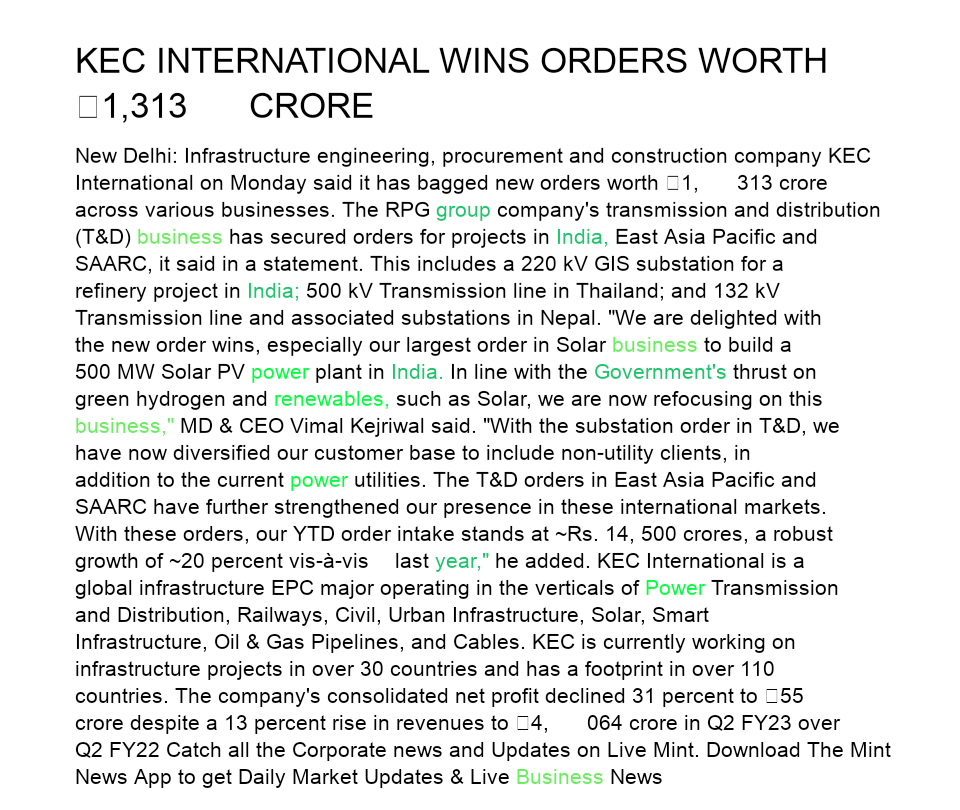 KEC INTERNATIONAL WINS ORDERS WORTH
□1,313 CRORE
New Delhi: Infrastructure engineering, procurement and construction company KEC
International on Monday said it has bagged new orders worth □1, 313 crore
across various businesses. The RPG group company's transmission and distribution
(T&D) business has secured orders for projects in India, East Asia Pacific and
SAARC, it said in a statement. This includes a 220 kV GIS substation for a
refinery project in India; 500 kV Transmission line in Thailand; and 132 kV
Transmission line and associated substations in Nepal. "We are delighted with
the new order wins, especially our largest order in Solar business to build a
500 MW Solar PV power plant in India. In line with the Government's thrust on
green hydrogen and renewables, such as Solar, we are now refocusing on this
business," MD & CEO Vimal Kejriwal said. "With the substation order in T&D, we
have now diversified our customer base to include non-utility clients, in
addition to the current power utilities. The T&D orders in East Asia Pacific and
SAARC have further strengthened our presence in these international markets.
With these orders, our YTD order intake stands at ~Rs. 14, 500 crores, a robust
growth of ~20 percent vis-à-vis last year," he added. KEC International is a
global infrastructure EPC major operating in the verticals of Power Transmission
and Distribution, Railways, Civil, Urban Infrastructure, Solar, Smart
Infrastructure, Oil & Gas Pipelines, and Cables. KEC is currently working on
infrastructure projects in over 30 countries and has a footprint in over 110
countries. The company's consolidated net profit declined 31 percent to □55
crore despite a 13 percent rise in revenues to □4, 064 crore in Q2 FY23 over
Q2 FY22 Catch all the Corporate news and Updates on Live Mint. Download The Mint
News App to get Daily Market Updates & Live Business News